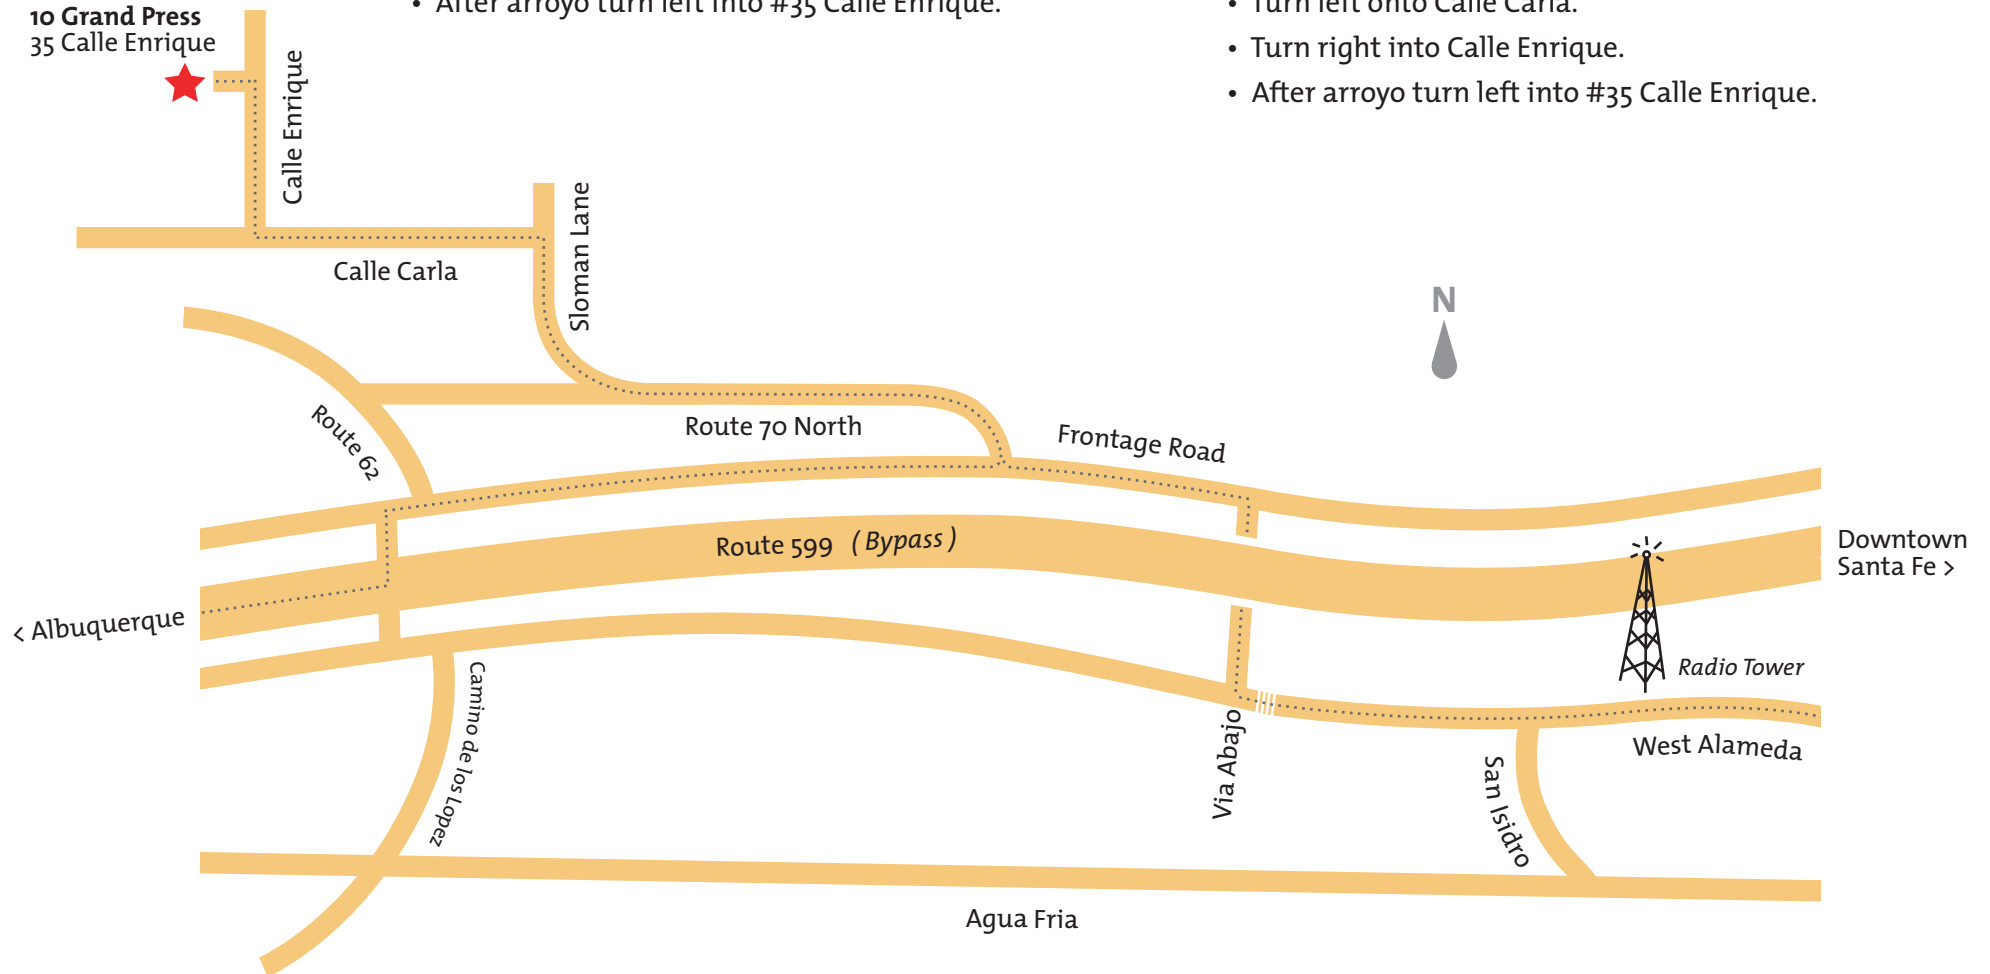 10 Grand Press
35 Calle Enrique
• After arroyo turn left into #35 Calle Enrique.
• Turn left onto Calle Carla.
• Turn right into Calle Enrique.
• After arroyo turn left into #35 Calle Enrique.
Calle Enrique
Sloman Lane
Calle Carla
N
Route 62
Route 70 North
Frontage Road
Route 599 (Bypass)
Downtown
Santa Fe >
< Albuquerque
Radio Tower
Camino de los Lopez
Via Abajo
West Alameda
San Isidro
Agua Fria